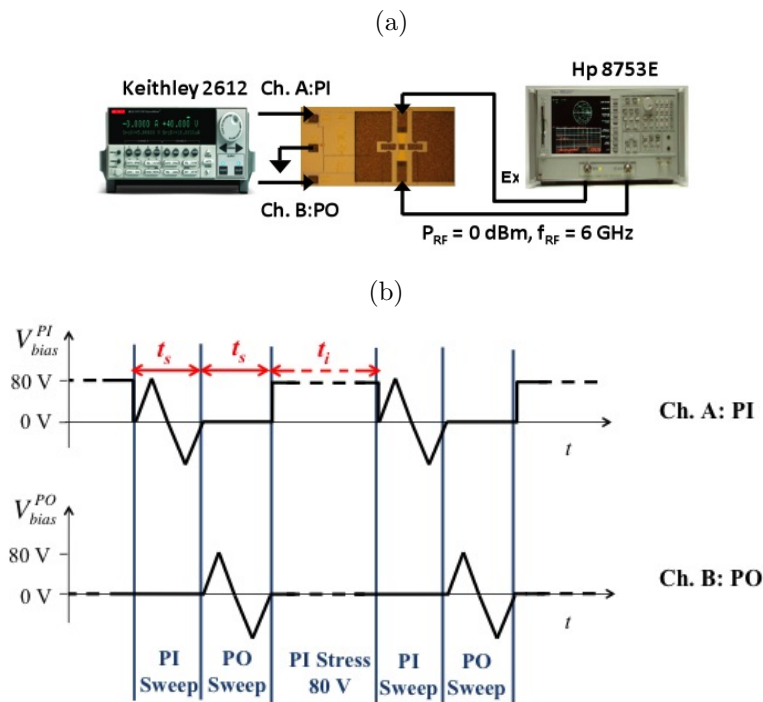 (a)
Keithley 2612
Ch. A:PI
Hp 8753E
Ch. B:PO
Ex
P_RF = 0 dBm, f_RF = 6 GHz
(b)
V_bias^PI
t_s
t_s
t_i
80 V
0 V
t
Ch. A: PI
V_bias^PO
80 V
0 V
t
Ch. B: PO
PI Sweep
PO Sweep
PI Stress 80 V
PI Sweep
PO Sweep